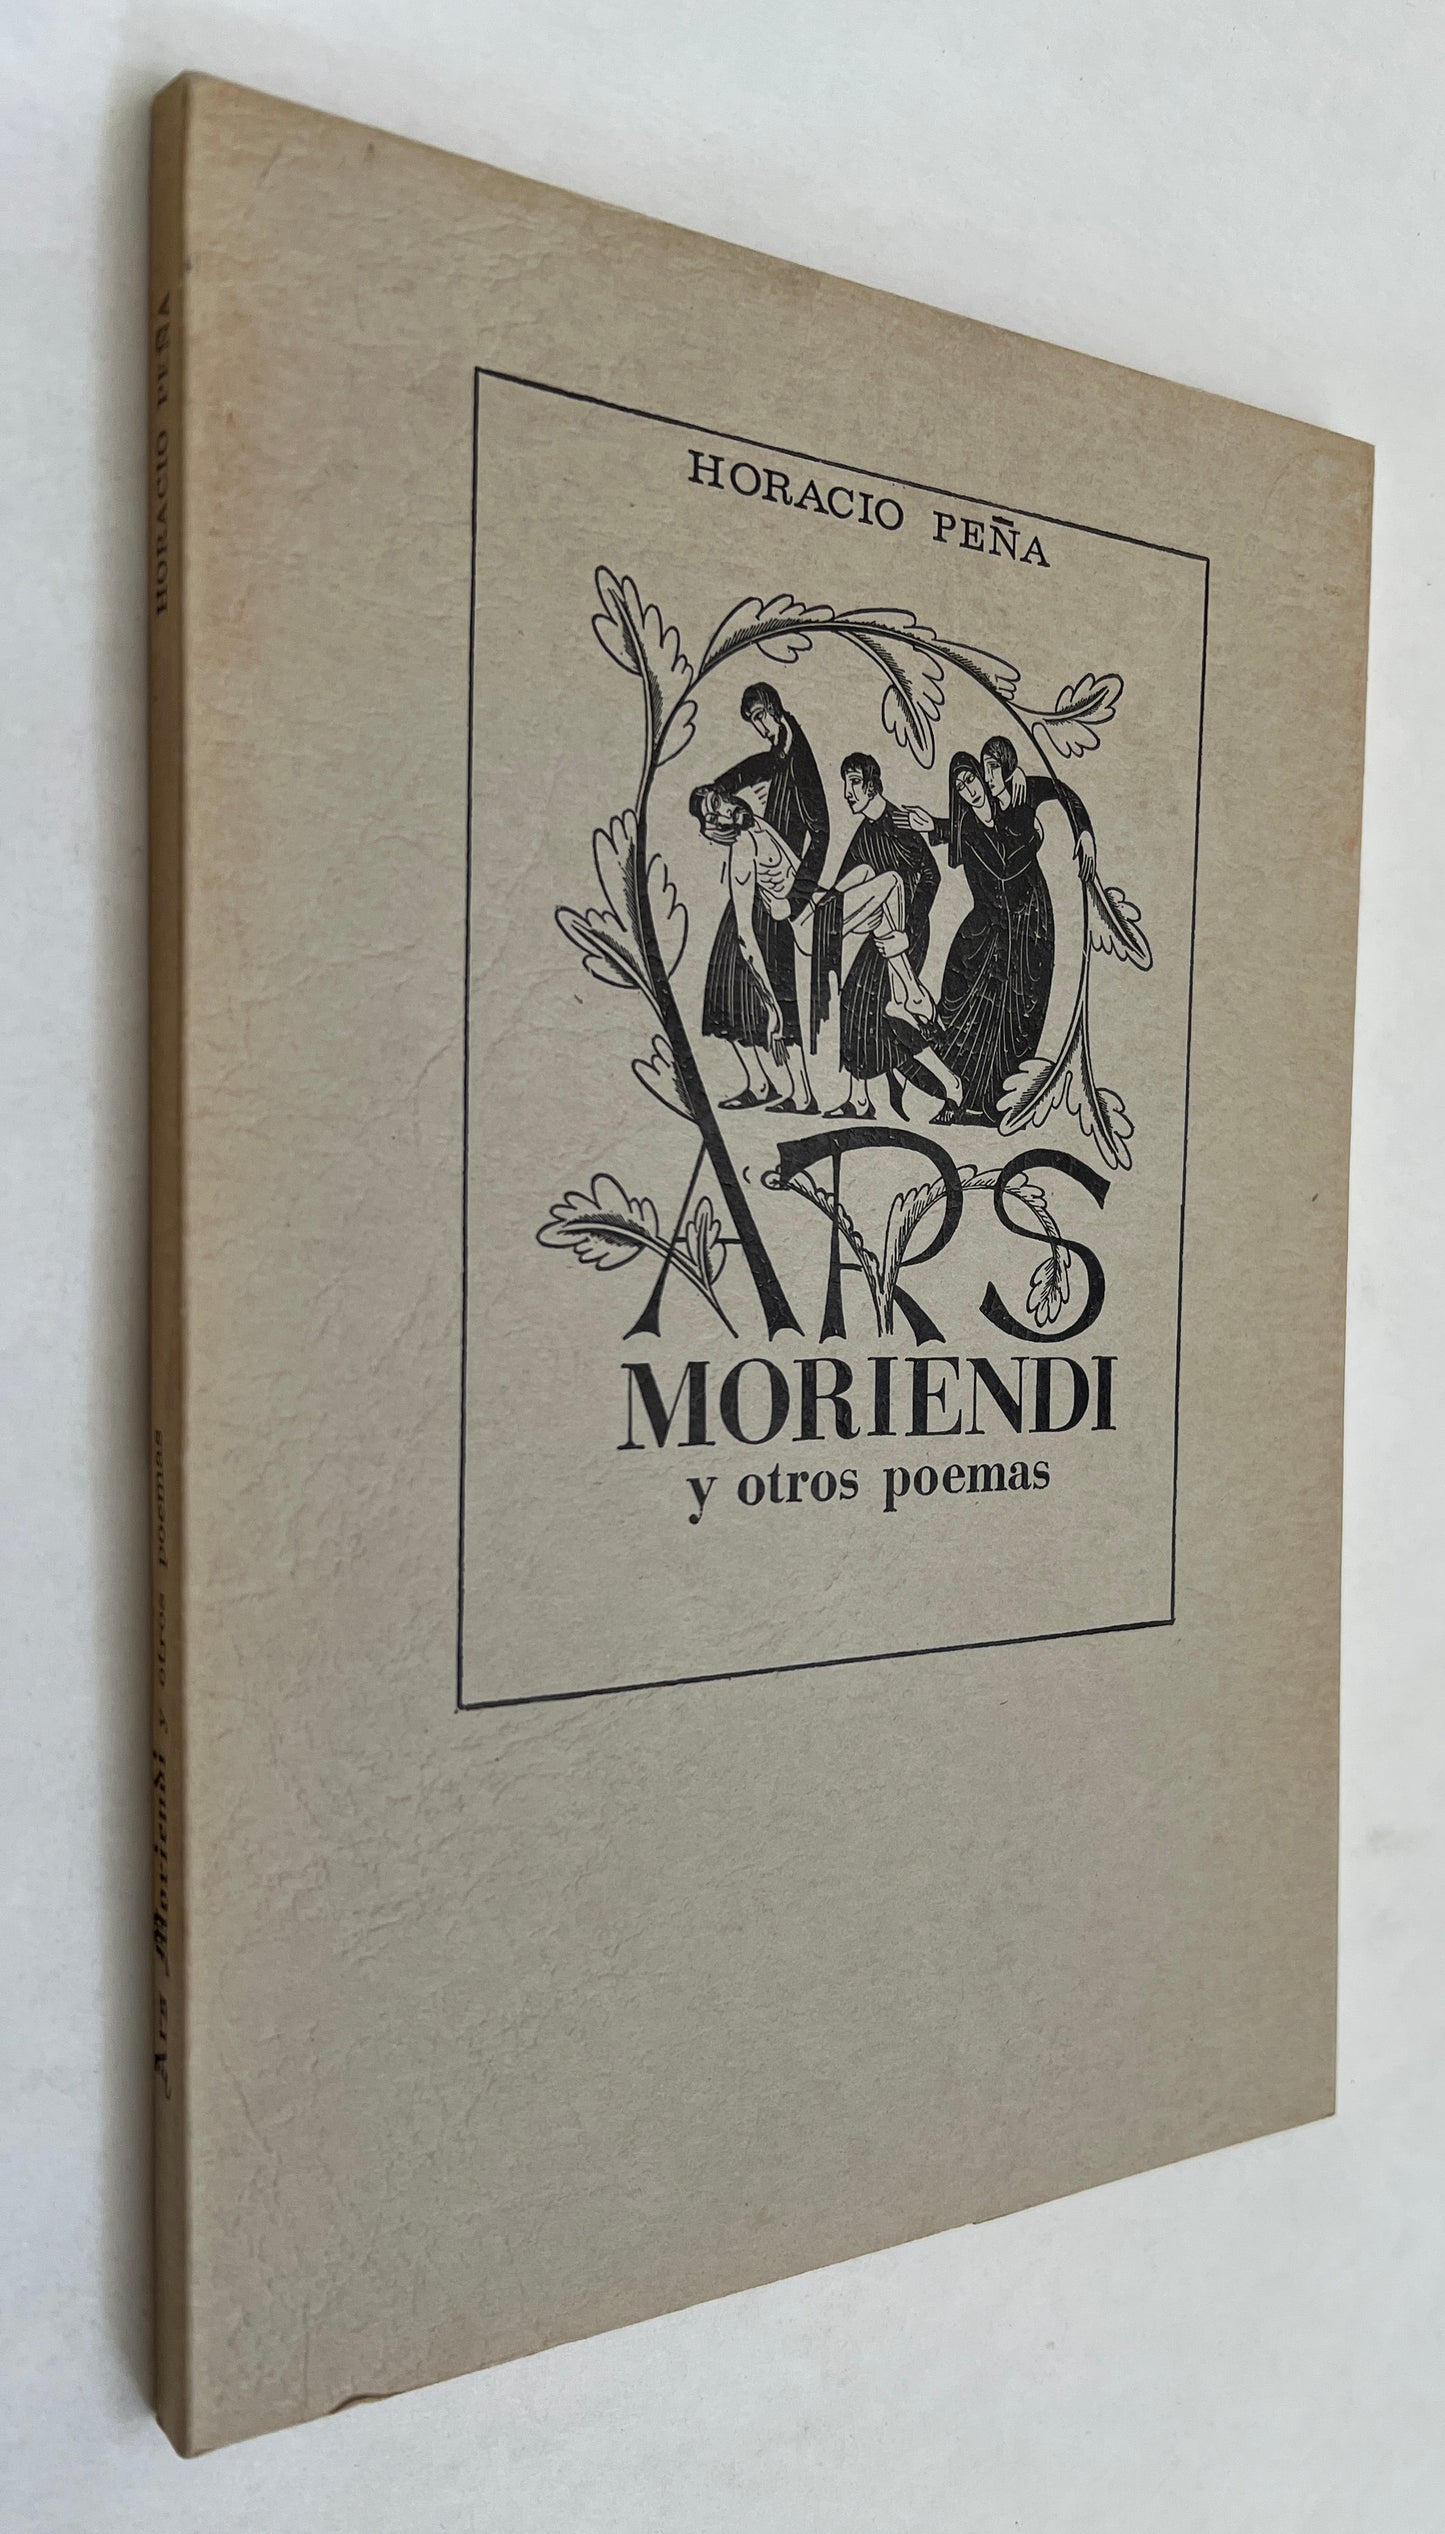 HORACIO PEÑA
ARS
MORIENDI
y otros poemas
HORACIO PEÑA
Ars Moriendi y otros poemas